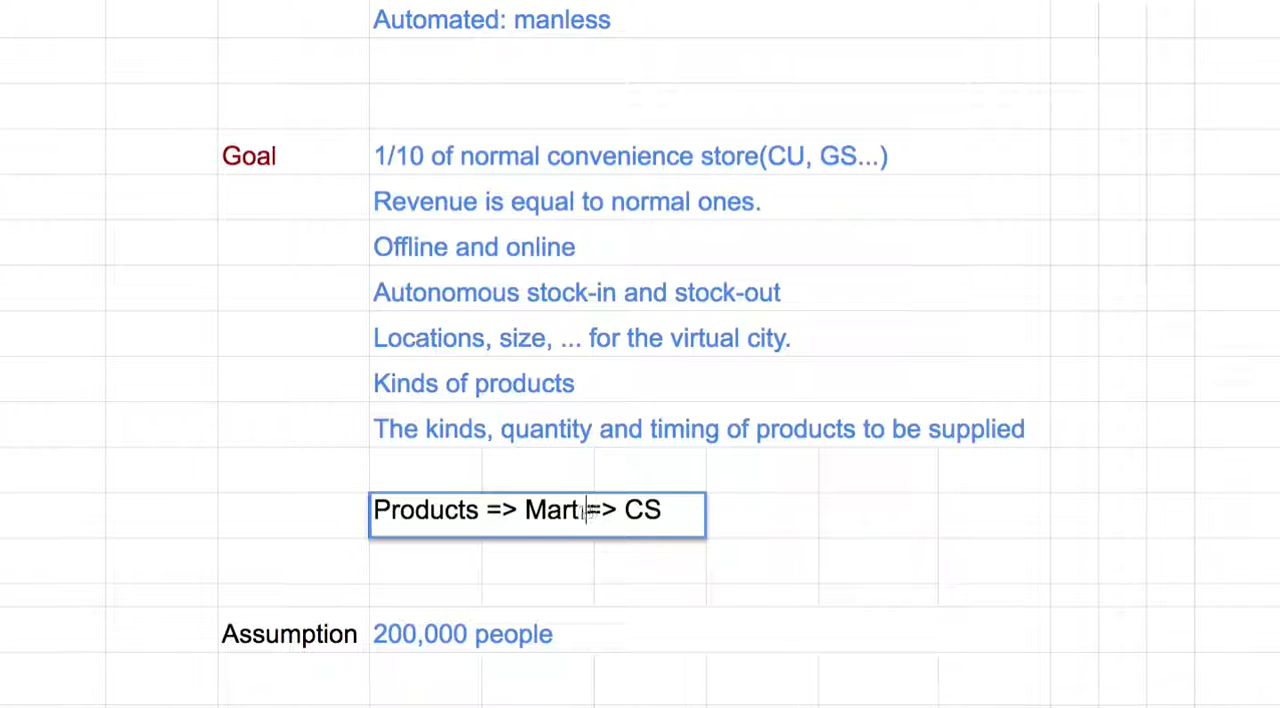 Automated: manless
Goal 1/10 of normal convenience store(CU, GS...)
Revenue is equal to normal ones.
Offline and online
Autonomous stock-in and stock-out
Locations, size, ... for the virtual city.
Kinds of products
The kinds, quantity and timing of products to be supplied
Products => Mart => CS
Assumption 200,000 people